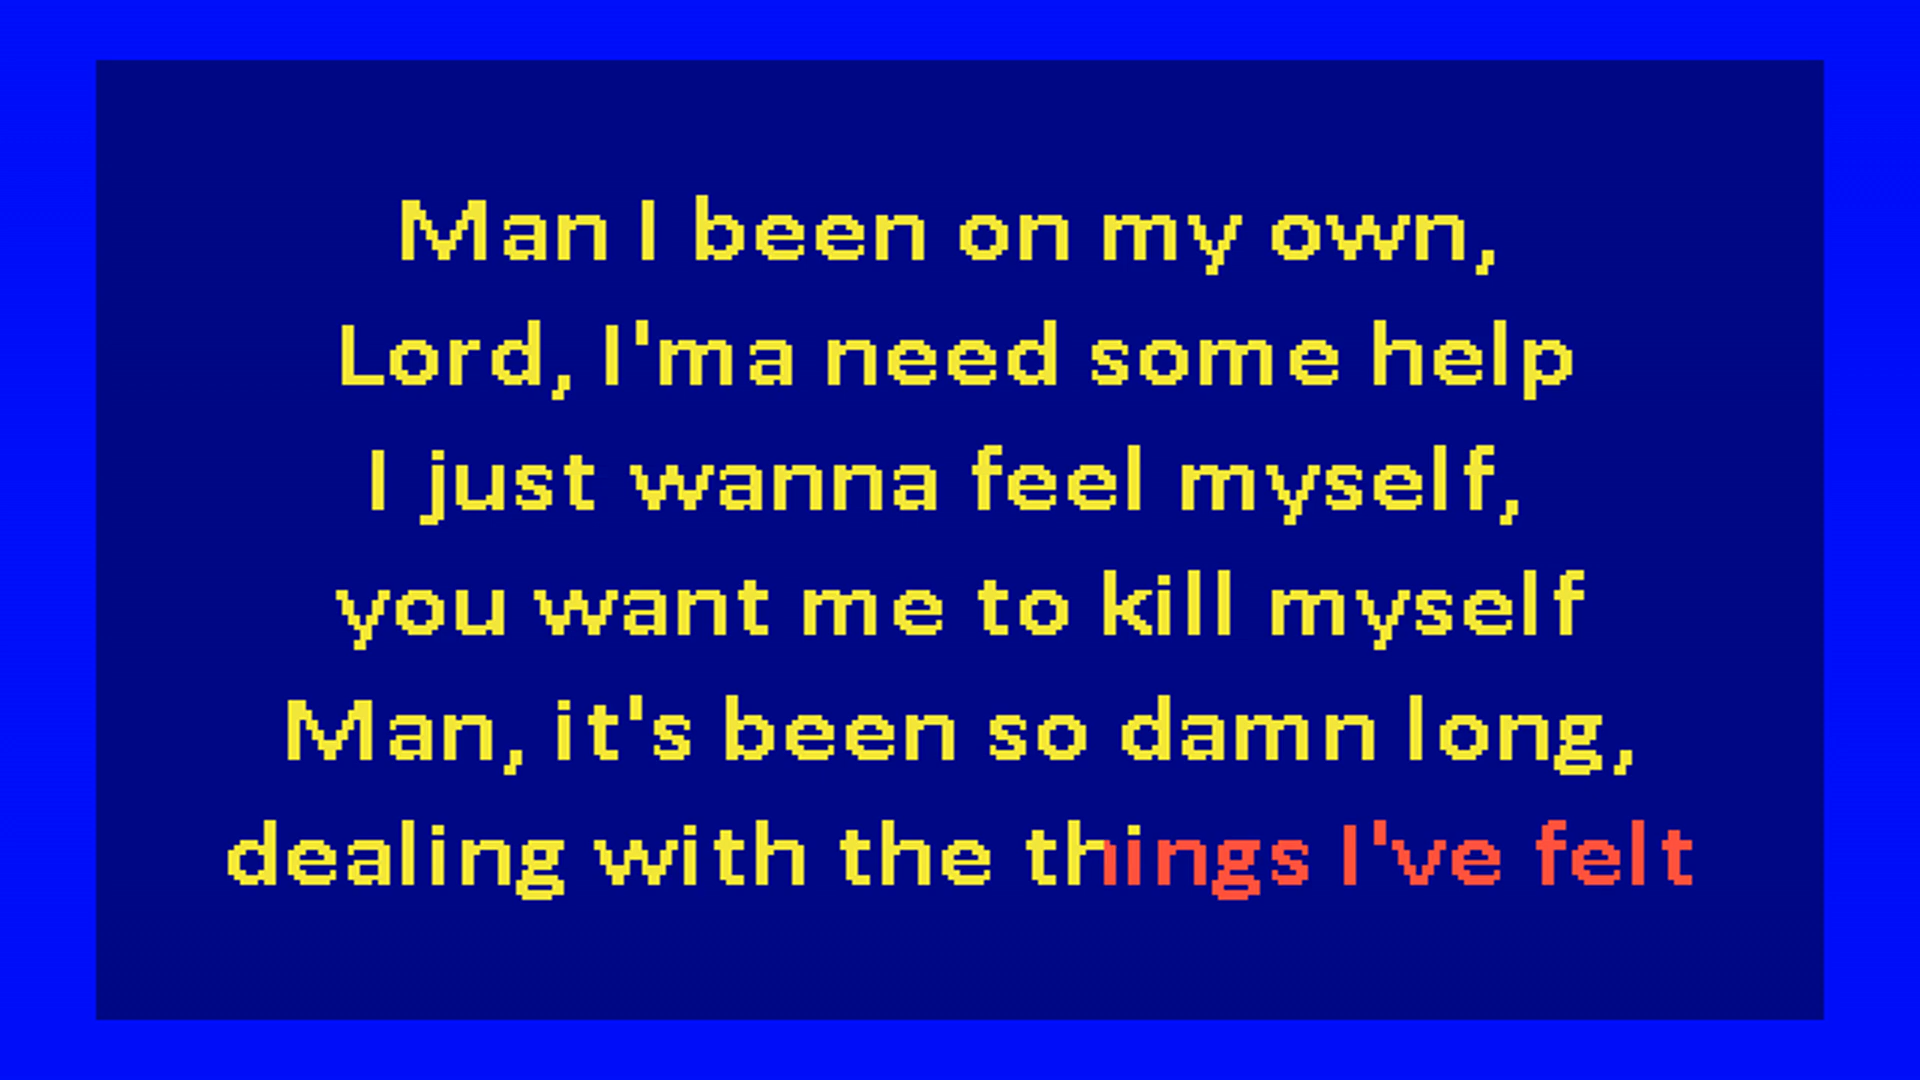 Man I been on my own,
Lord, I'ma need some help
I just wanna feel myself,
you want me to kill myself
Man, it's been so damn long,
dealing with the things I've felt